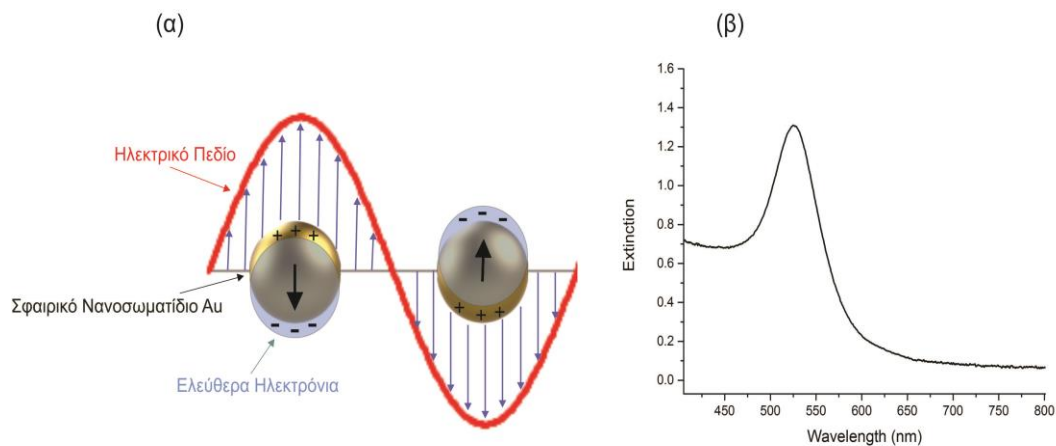 (α)
Ηλεκτρικό Πεδίο
+ + +
- - -
- - -
+ + +
Σφαιρικό Νανοσωματίδιο Au
Ελεύθερα Ηλεκτρόνια
(β)
Extinction
1.6
1.4
1.2
1.0
0.8
0.6
0.4
0.2
0.0
450 500 550 600 650 700 750 800
Wavelength (nm)